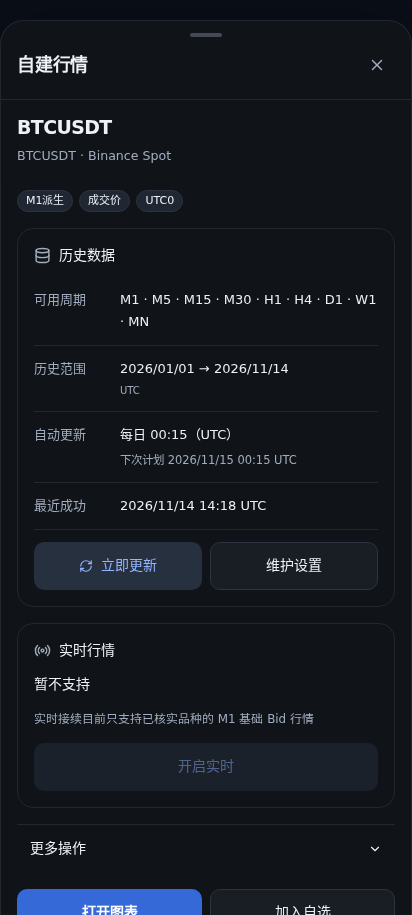 自建行情
BTCUSDT
BTCUSDT · Binance Spot
M1派生 成交价 UTC0
历史数据
可用周期 M1 · M5 · M15 · M30 · H1 · H4 · D1 · W1
· MN
历史范围 2026/01/01 → 2026/11/14
UTC
自动更新 每日 00:15（UTC）
下次计划 2026/11/15 00:15 UTC
最近成功 2026/11/14 14:18 UTC
立即更新 维护设置
实时行情
暂不支持
实时接续目前只支持已核实品种的 M1 基础 Bid 行情
开启实时
更多操作
打开图表 加入自选